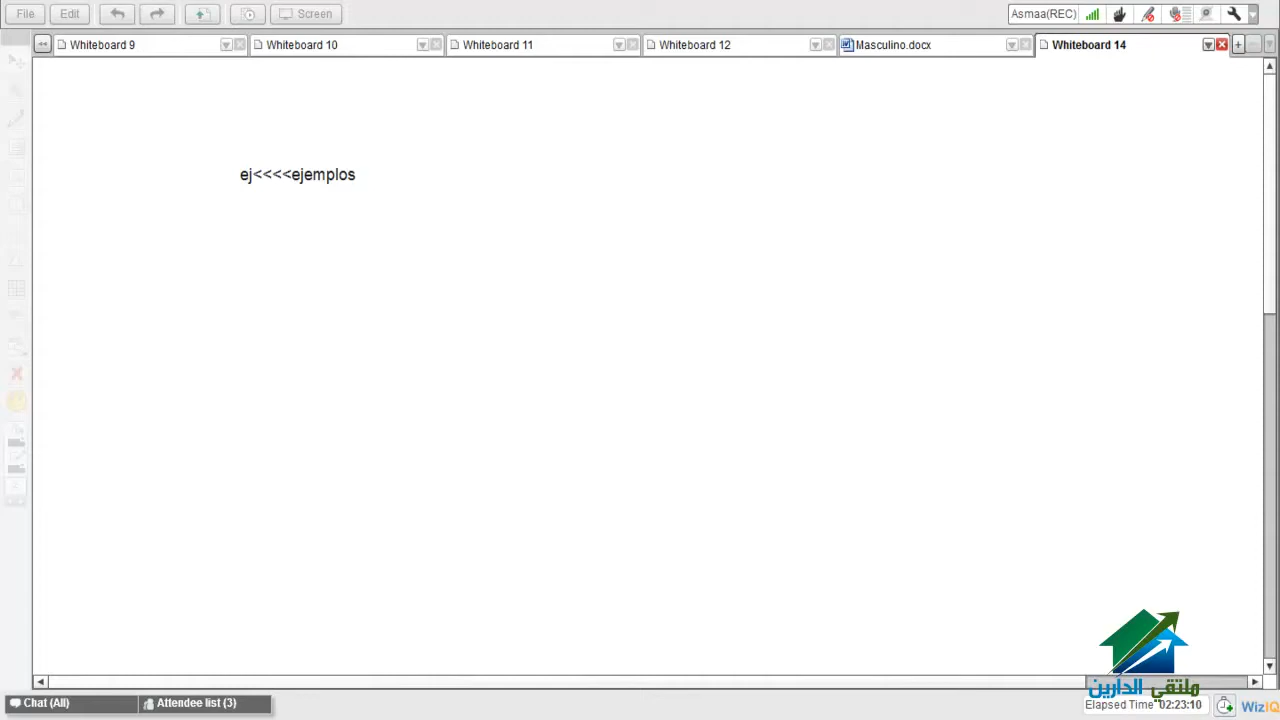 File Edit Screen Asmaa(REC)
Whiteboard 9 Whiteboard 10 Whiteboard 11 Whiteboard 12 Masculino.docx Whiteboard 14
ej<<<<ejemplos
ملتقي الدارين
Chat (All) Attendee list (3) Elapsed Time 02:23:10 WizIQ